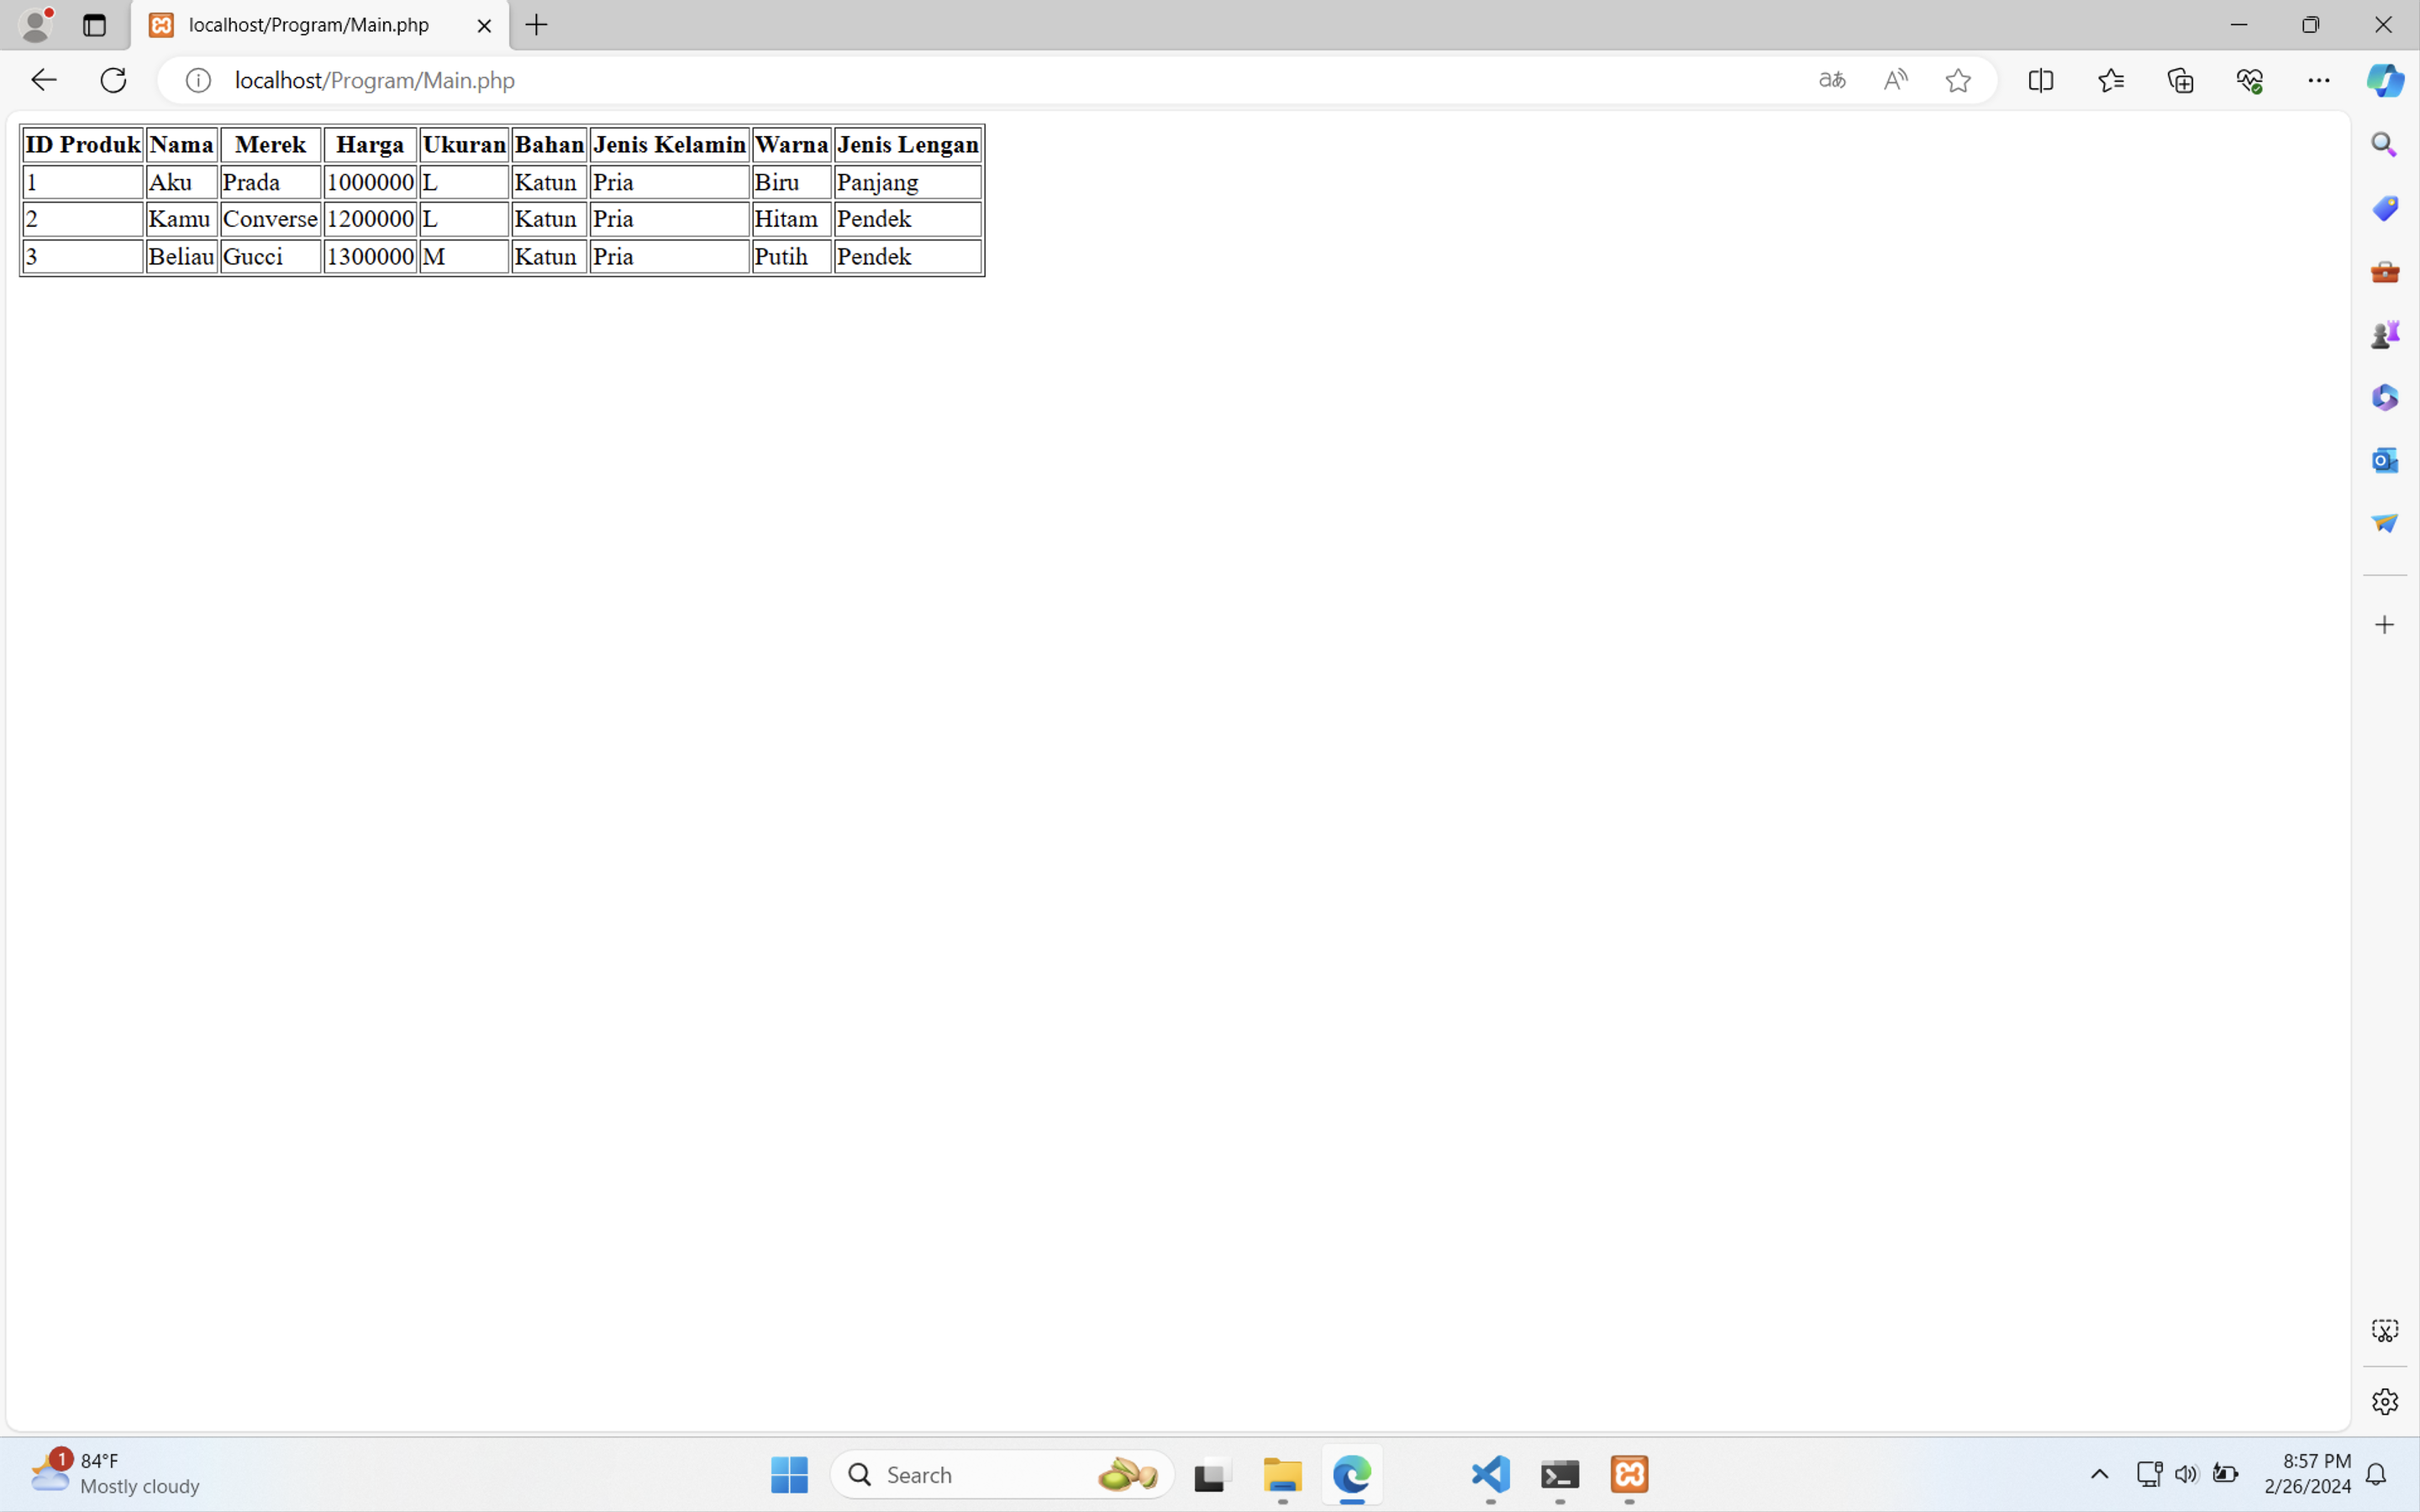 localhost/Program/Main.php
localhost/Program/Main.php
ID Produk Nama Merek Harga Ukuran Bahan Jenis Kelamin Warna Jenis Lengan
1 Aku Prada 1000000 L Katun Pria Biru Panjang
2 Kamu Converse 1200000 L Katun Pria Hitam Pendek
3 Beliau Gucci 1300000 M Katun Pria Putih Pendek
1 84°F
Mostly cloudy
Search
8:57 PM
2/26/2024